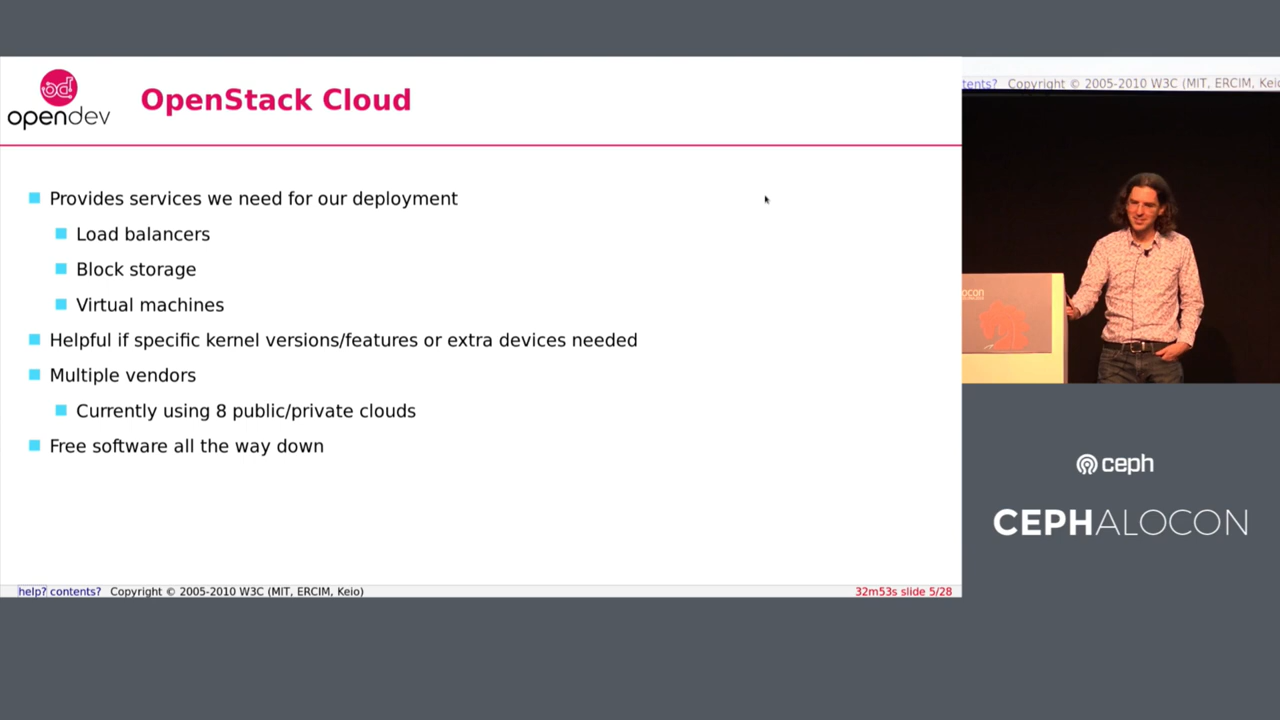 od
opendev
OpenStack Cloud
Provides services we need for our deployment
Load balancers
Block storage
Virtual machines
Helpful if specific kernel versions/features or extra devices needed
Multiple vendors
Currently using 8 public/private clouds
Free software all the way down
help? contents? Copyright © 2005-2010 W3C (MIT, ERCIM, Keio)
32m53s slide 5/28
tents? Copyright © 2005-2010 W3C (MIT, ERCIM, Keio
ocon
ceph
CEPHALOCON